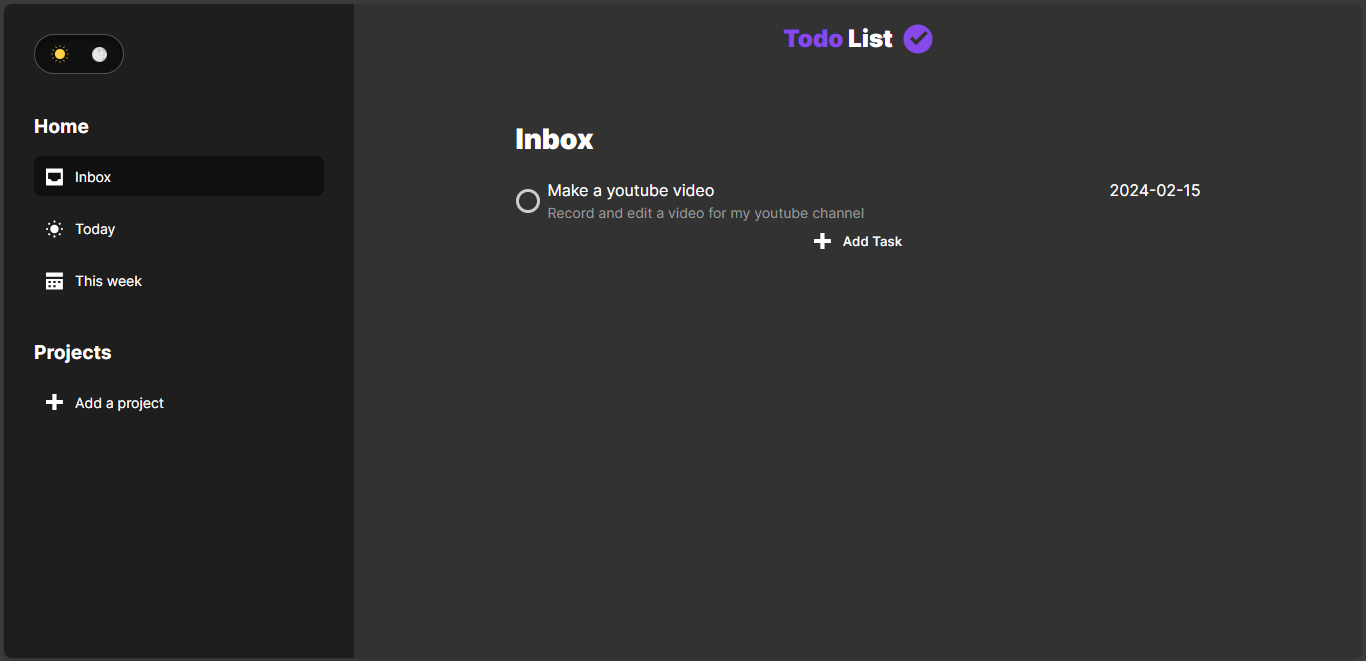 Todo List
Home
Inbox
Today
This week
Projects
Add a project
Inbox
Make a youtube video
2024-02-15
Record and edit a video for my youtube channel
Add Task